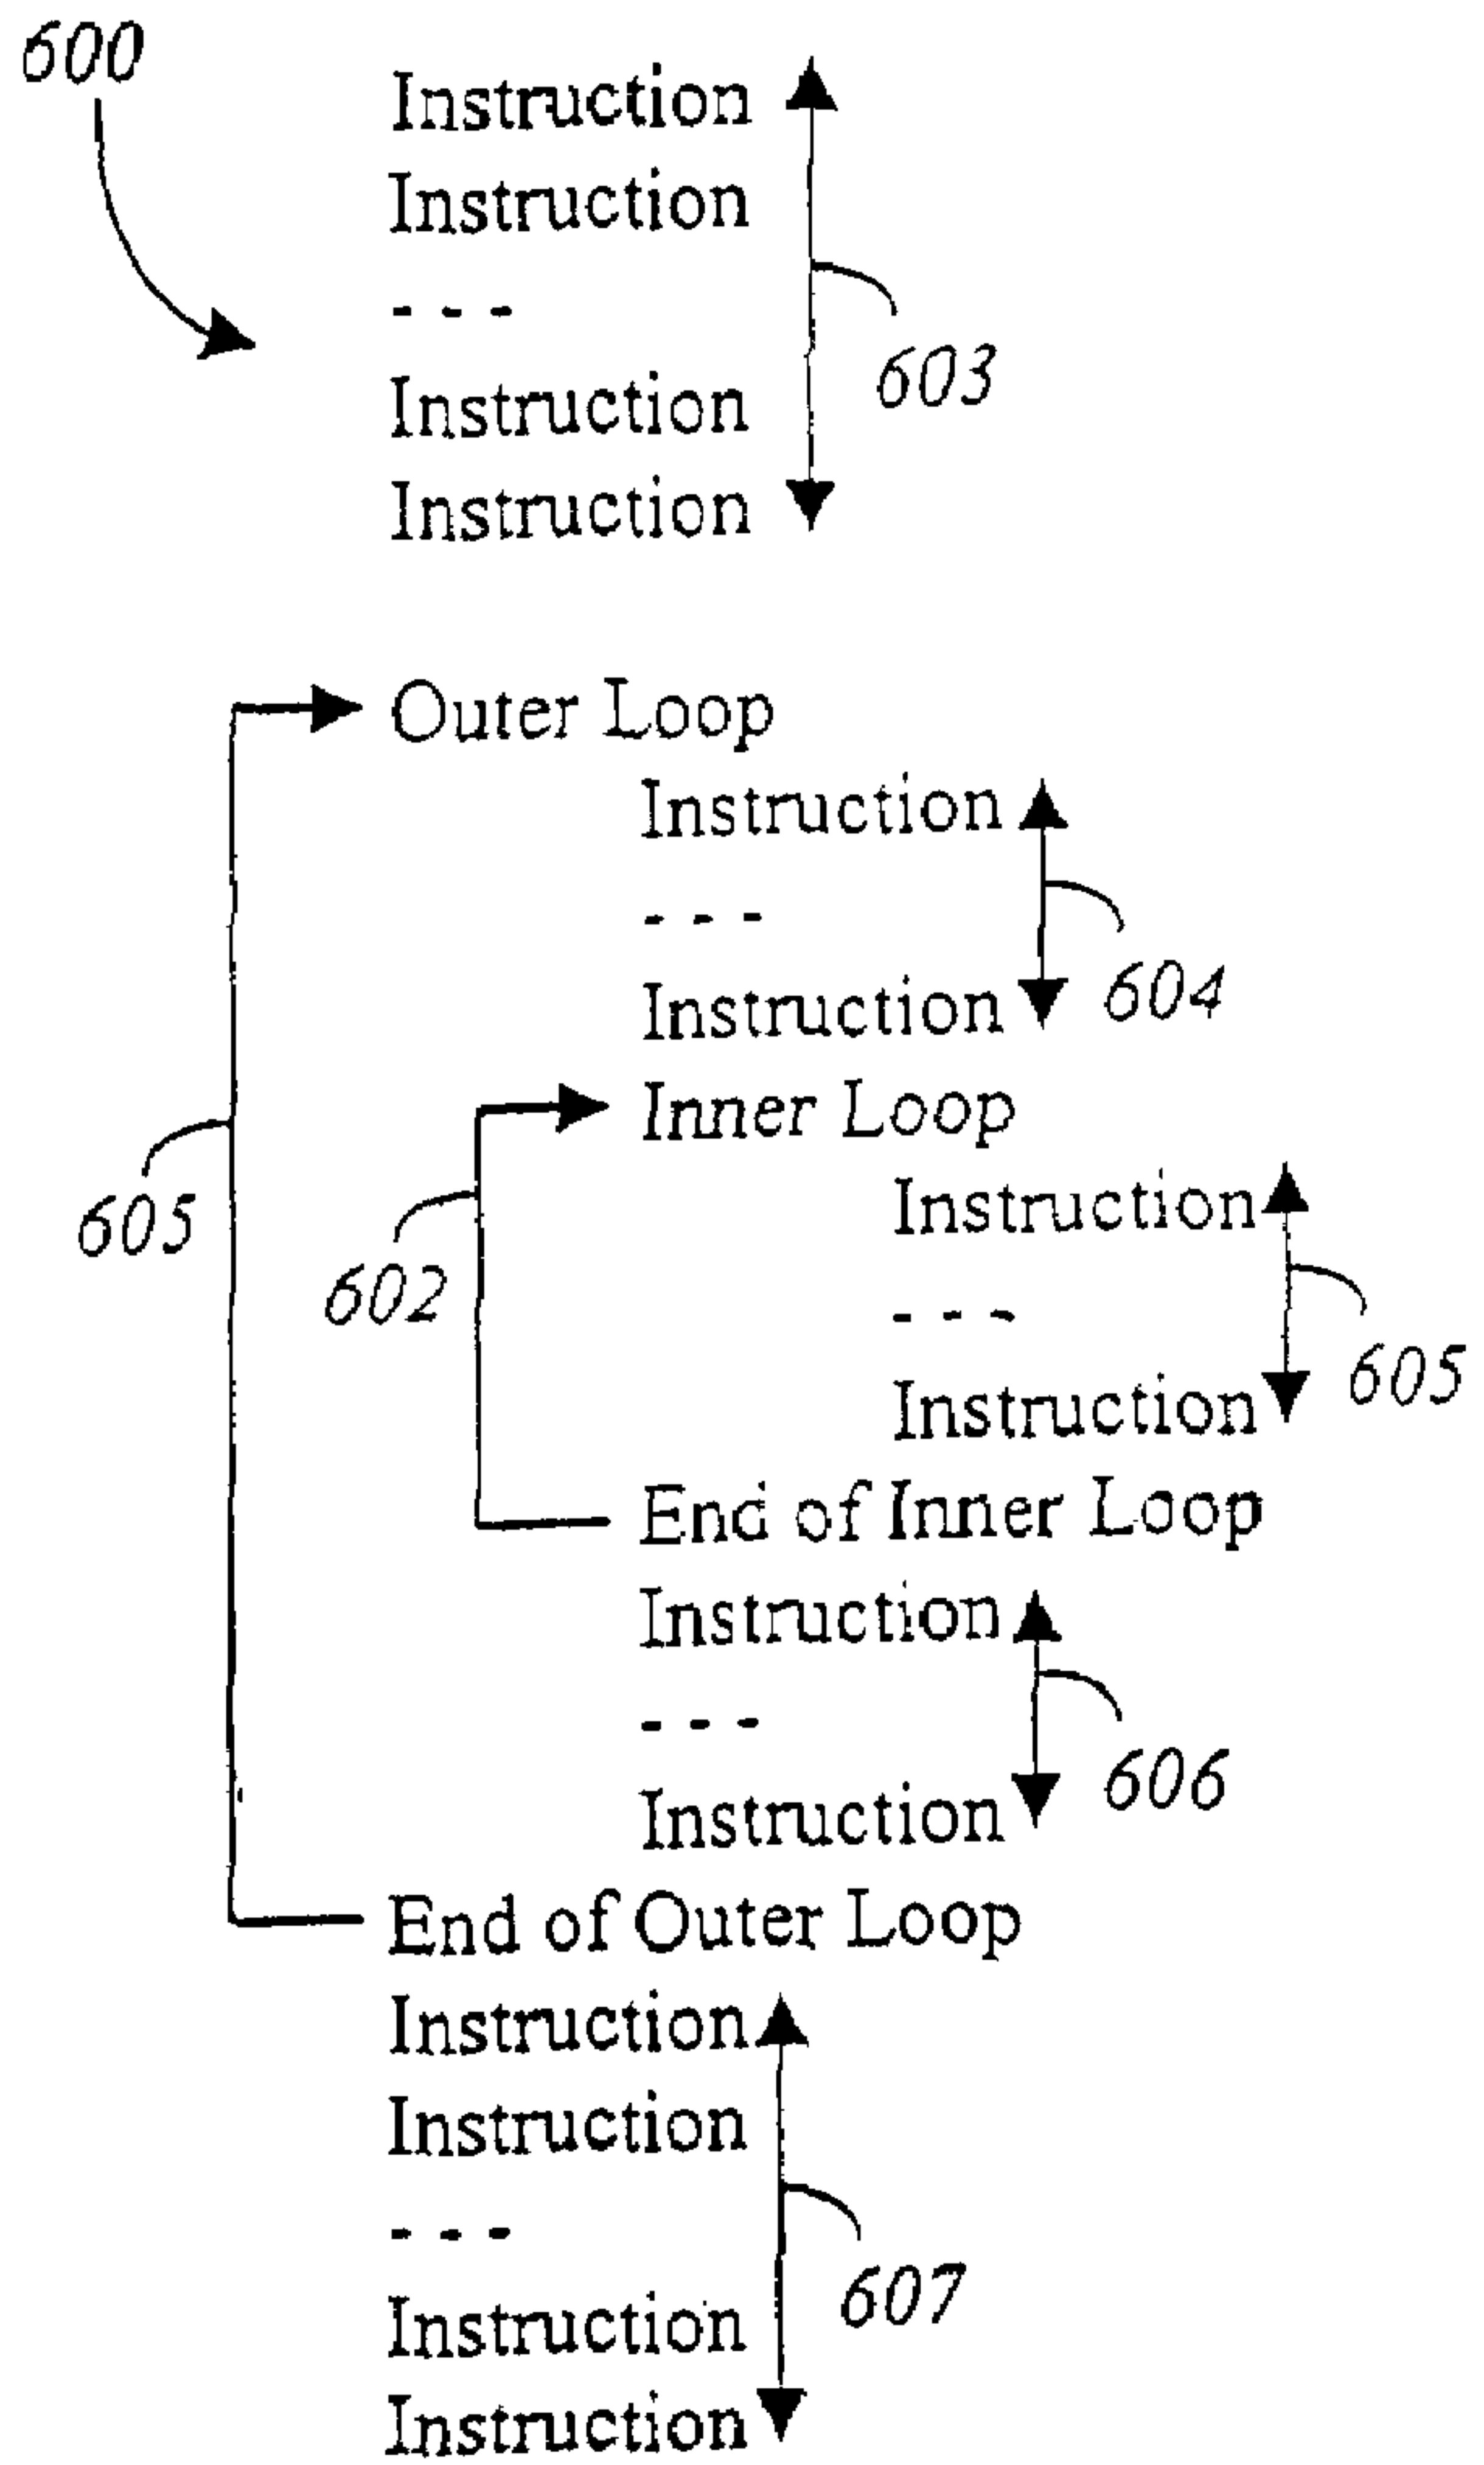 600
Instruction
Instruction
- - -
603
Instruction
Instruction
Outer Loop
Instruction
- - -
604
Instruction
Inner Loop
605
Instruction
602
- - -
605
Instruction
End of Inner Loop
Instruction
- - -
606
Instruction
End of Outer Loop
Instruction
Instruction
- - -
607
Instruction
Instruction